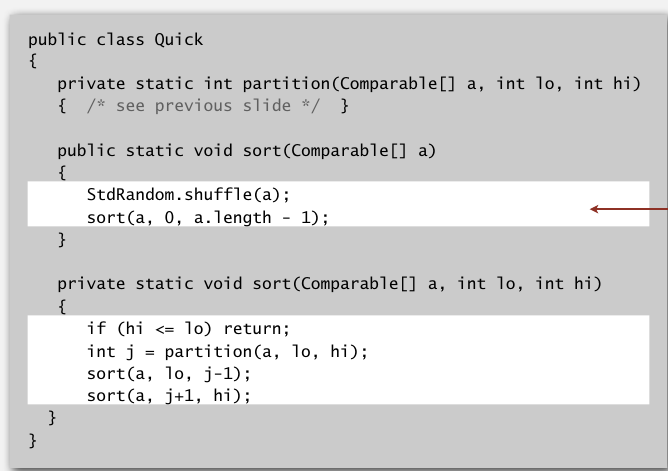 public class Quick
{
private static int partition(Comparable[] a, int lo, int hi)
{ /* see previous slide */ }
public static void sort(Comparable[] a)
{
StdRandom.shuffle(a);
sort(a, 0, a.length - 1);
}
private static void sort(Comparable[] a, int lo, int hi)
{
if (hi <= lo) return;
int j = partition(a, lo, hi);
sort(a, lo, j-1);
sort(a, j+1, hi);
}
}